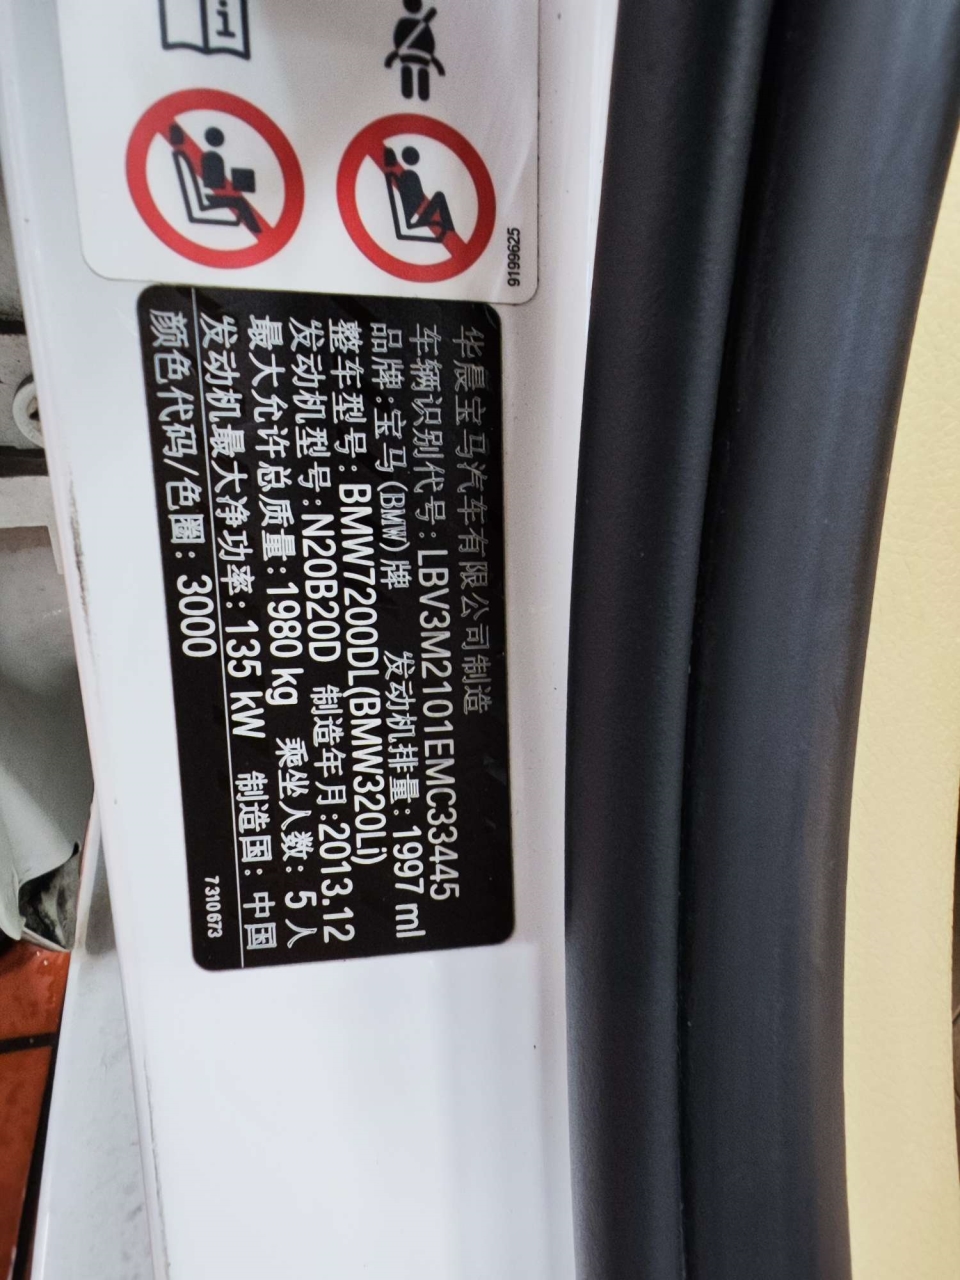 i
9199625
华晨宝马汽车有限公司制造
车辆识别代号: LBV3M2101EMC33445
品牌:宝马(BMW)牌 发动机排量: 1997 ml
整车型号: BMW7200DL(BMW320Li)
发动机型号: N20B20D 制造年月:2013.12
最大允许总质量: 1980 kg 乘坐人数: 5 人
发动机最大净功率: 135 kW 制造国: 中国
颜色代码/色圈: 3000
7310673